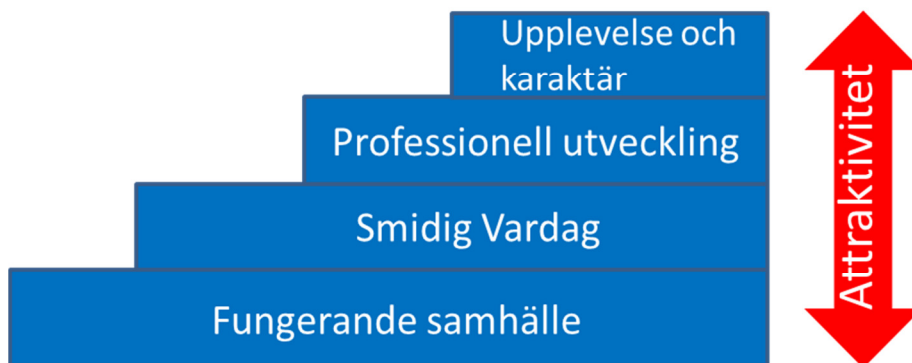 Upplevelse och
karaktär
Professionell utveckling
Smidig Vardag
Fungerande samhälle
Attraktivitet